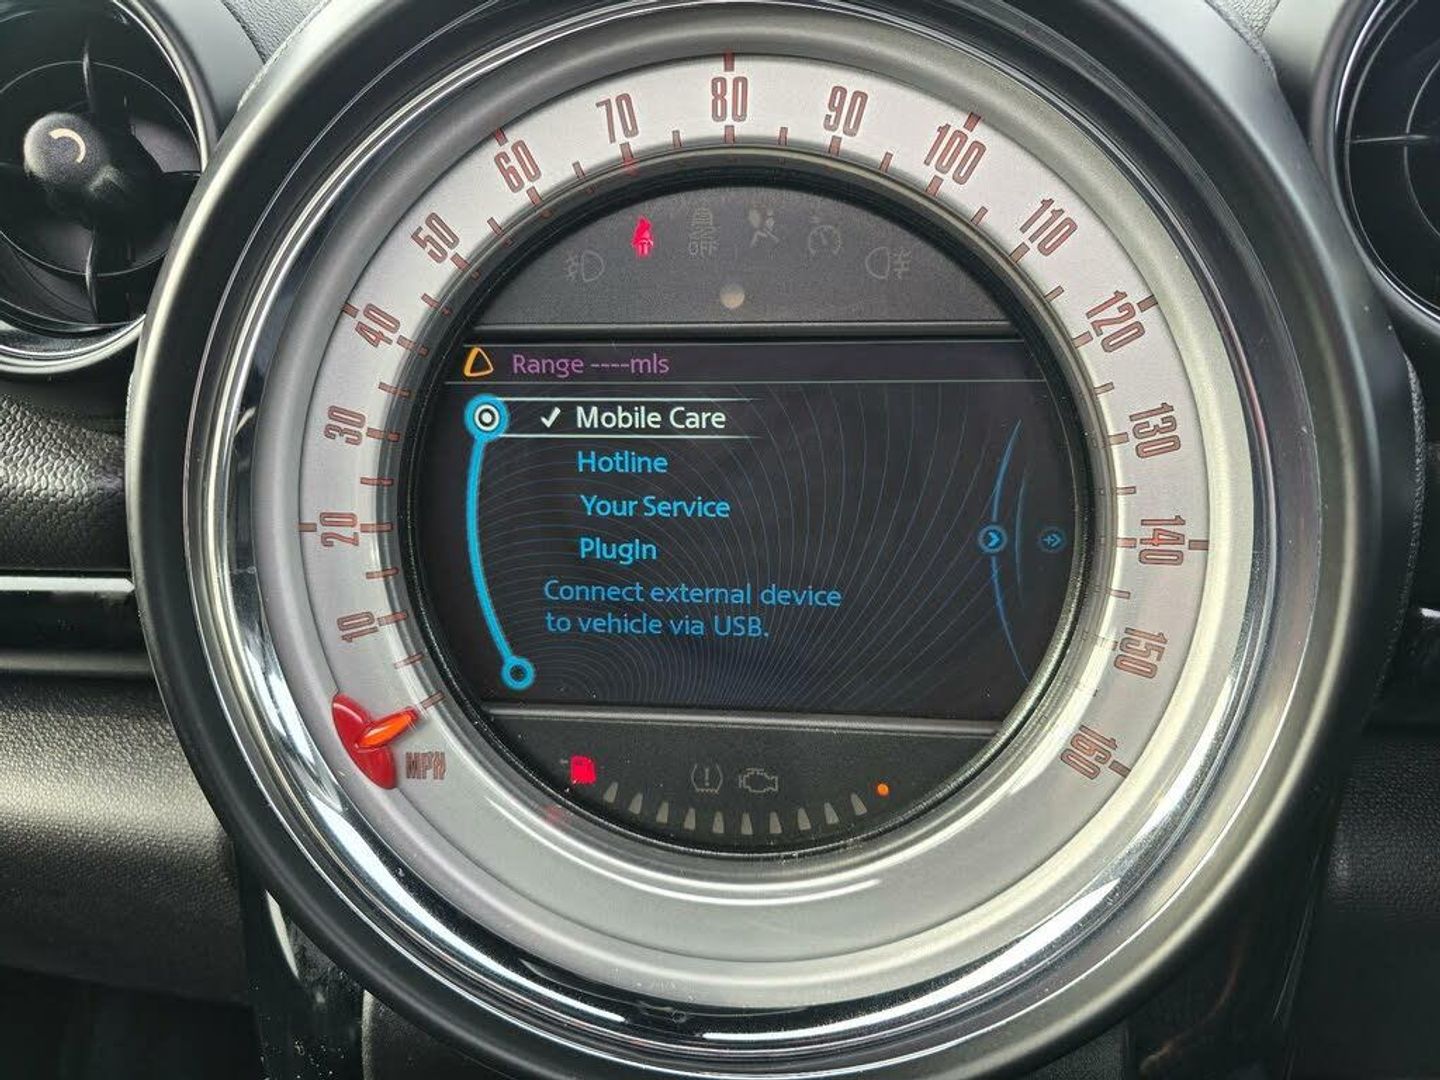 10
20
30
40
50
60
70
80
90
100
110
120
130
140
150
160
MPH
OFF
Range ----mls
✓ Mobile Care
Hotline
Your Service
PlugIn
Connect external device
to vehicle via USB.